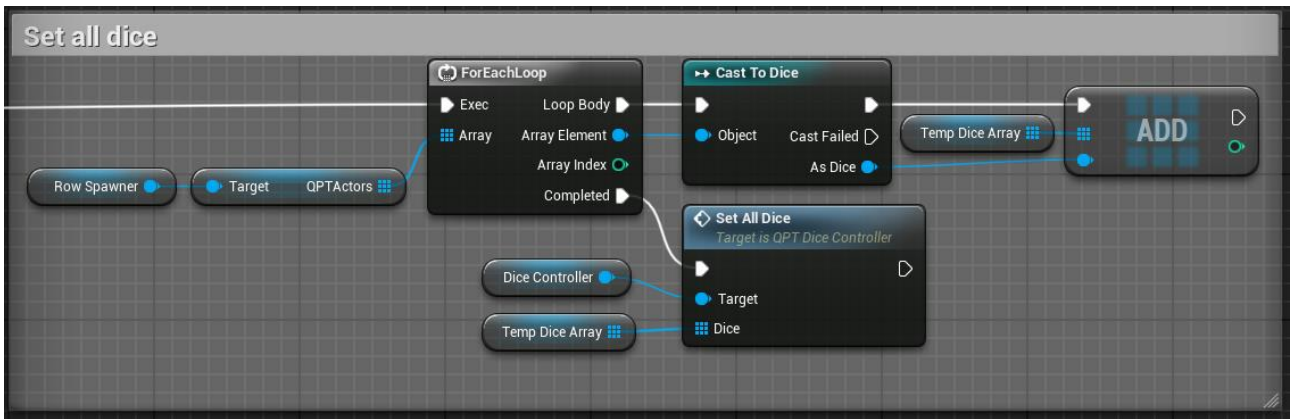 Set all dice
ForEachLoop
Exec
Loop Body
Array
Array Element
Array Index
Completed
Row Spawner
Target
QPTActors
Cast To Dice
Object
Cast Failed
As Dice
Temp Dice Array
ADD
Set All Dice
Target is QPT Dice Controller
Target
Dice
Dice Controller
Temp Dice Array